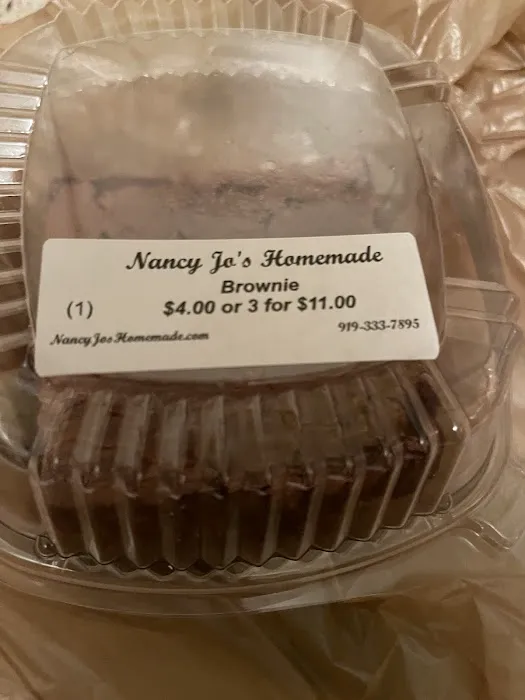 Nancy Jo's Homemade
Brownie
(1) $4.00 or 3 for $11.00
NancyJosHomemade.com 919-333-7895